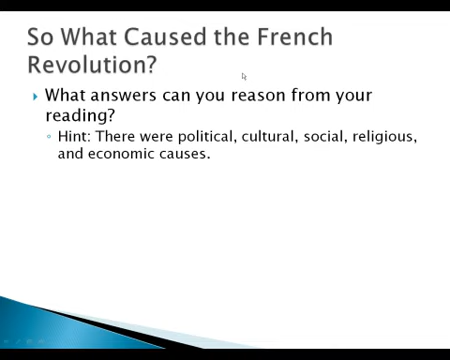 So What Caused the French
Revolution?
What answers can you reason from your
reading?
Hint: There were political, cultural, social, religious,
and economic causes.